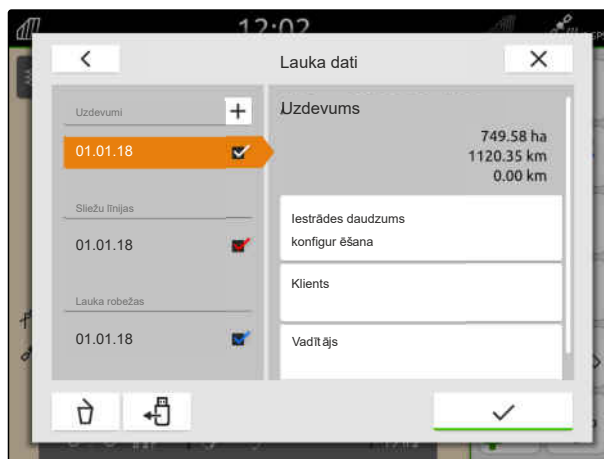 12:02
Lauka dati
Uzdevumi
01.01.18
Sliežu līnijas
01.01.18
Lauka robežas
01.01.18
Uzdevums
749.58 ha
1120.35 km
0.00 km
Iestrādes daudzums
konfigur ēšana
Klients
Vadītājs